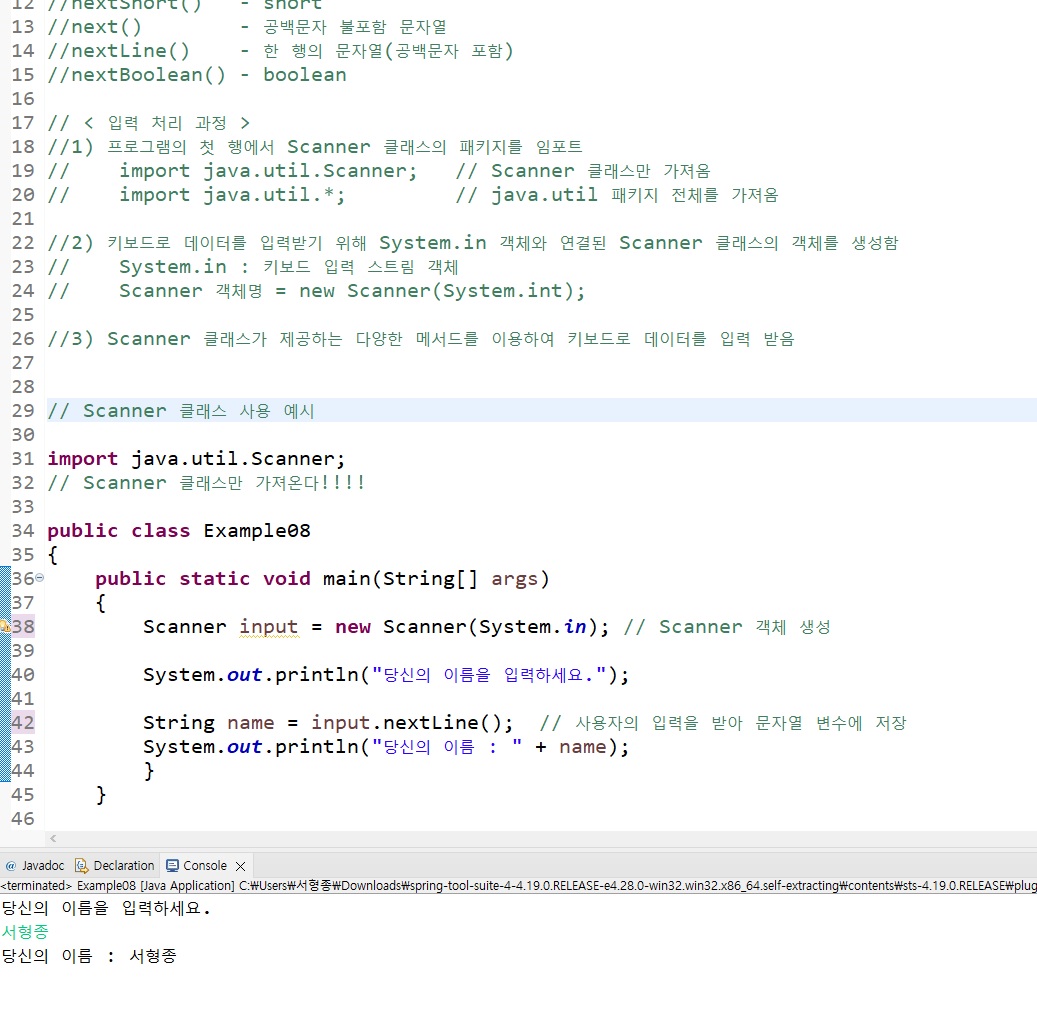 12 //nextShort()   - short
13 //next()        - 공백문자 불포함 문자열
14 //nextLine()    - 한 행의 문자열(공백문자 포함)
15 //nextBoolean() - boolean
16
17 // < 입력 처리 과정 >
18 //1) 프로그램의 첫 행에서 Scanner 클래스의 패키지를 임포트
19 //    import java.util.Scanner;   // Scanner 클래스만 가져옴
20 //    import java.util.*;         // java.util 패키지 전체를 가져옴
21
22 //2) 키보드로 데이터를 입력받기 위해 System.in 객체와 연결된 Scanner 클래스의 객체를 생성함
23 //    System.in : 키보드 입력 스트림 객체
24 //    Scanner 객체명 = new Scanner(System.int);
25
26 //3) Scanner 클래스가 제공하는 다양한 메서드를 이용하여 키보드로 데이터를 입력 받음
27
28
29 // Scanner 클래스 사용 예시
30
31 import java.util.Scanner;
32 // Scanner 클래스만 가져온다!!!!
33
34 public class Example08
35 {
36     public static void main(String[] args)
37     {
38         Scanner input = new Scanner(System.in); // Scanner 객체 생성
39
40         System.out.println("당신의 이름을 입력하세요.");
41
42         String name = input.nextLine();  // 사용자의 입력을 받아 문자열 변수에 저장
43         System.out.println("당신의 이름 : " + name);
44         }
45     }
46
@ Javadoc Declaration Console
<terminated> Example08 [Java Application] C:₩Users₩서형종₩Downloads₩spring-tool-suite-4-4.19.0.RELEASE-e4.28.0-win32.win32.x86_64.self-extracting₩contents₩sts-4.19.0.RELEASE₩plug
당신의 이름을 입력하세요.
서형종
당신의 이름 : 서형종